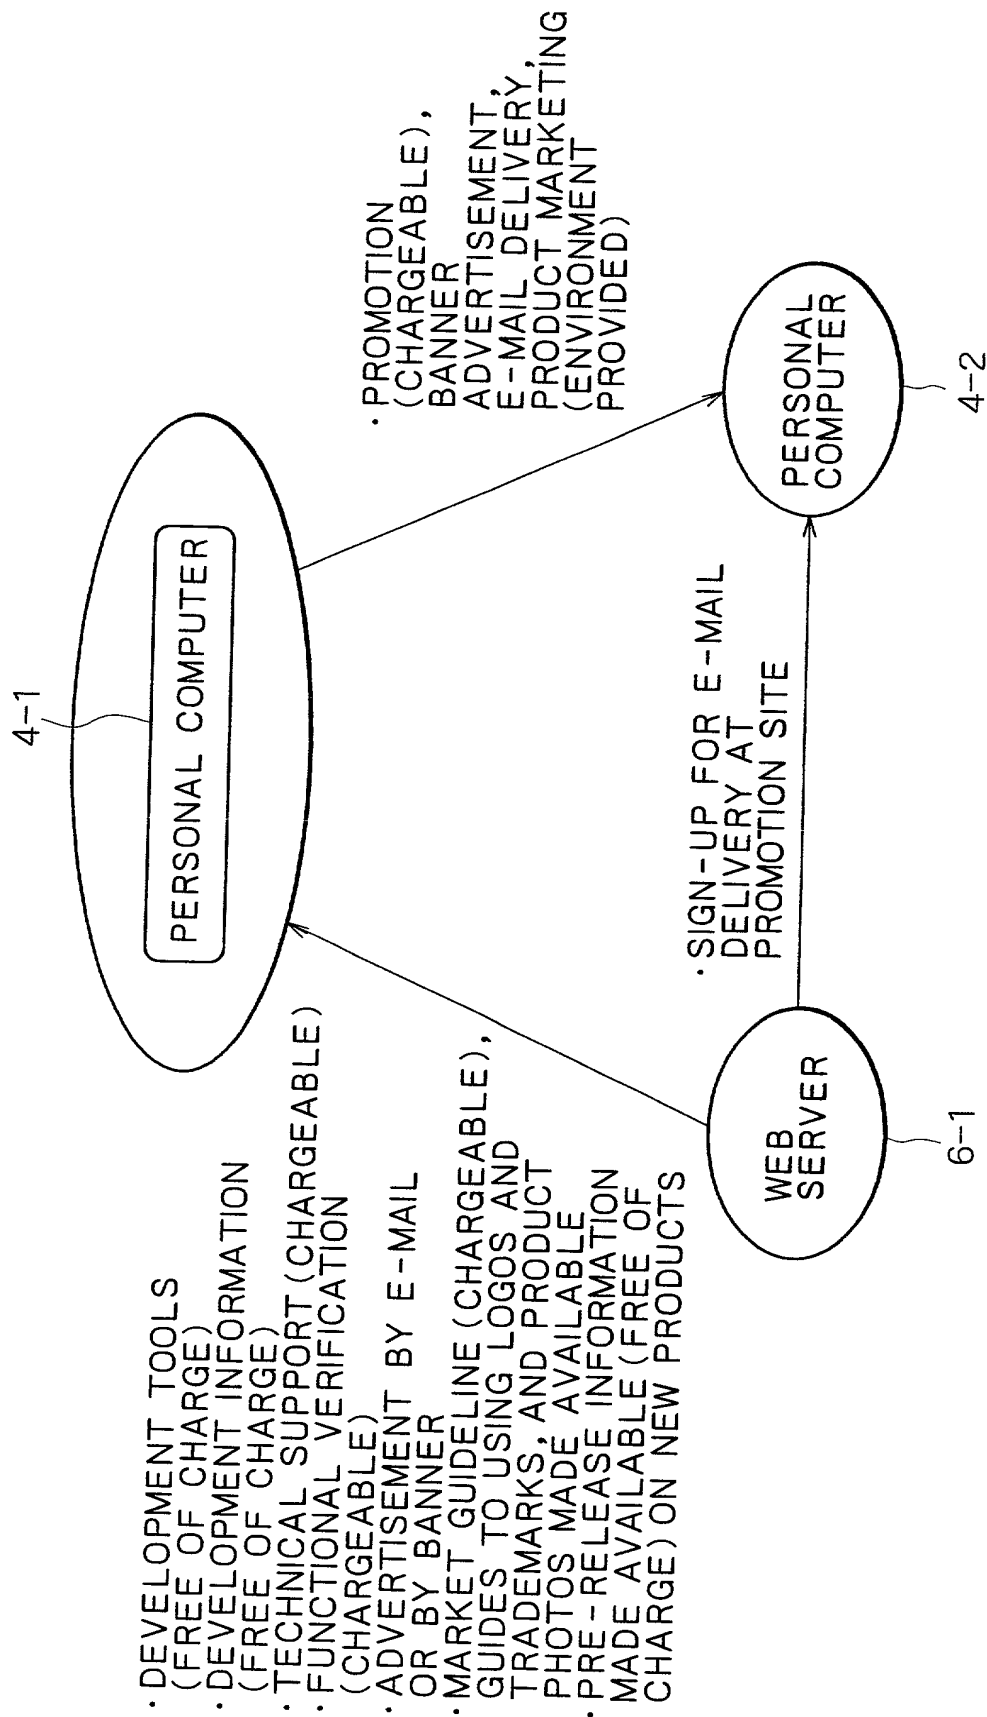 4-1
PERSONAL COMPUTER
· DEVELOPMENT TOOLS
(FREE OF CHARGE)
· DEVELOPMENT INFORMATION
(FREE OF CHARGE)
· TECHNICAL SUPPORT (CHARGEABLE)
· FUNCTIONAL VERIFICATION
(CHARGEABLE)
· ADVERTISEMENT BY E-MAIL
OR BY BANNER
· MARKET GUIDELINE (CHARGEABLE),
GUIDES TO USING LOGOS AND
TRADEMARKS, AND PRODUCT
PHOTOS MADE AVAILABLE
· PRE-RELEASE INFORMATION
MADE AVAILABLE (FREE OF
CHARGE) ON NEW PRODUCTS
· PROMOTION
(CHARGEABLE),
BANNER
ADVERTISEMENT,
E-MAIL DELIVERY,
PRODUCT MARKETING
(ENVIRONMENT
PROVIDED)
· SIGN-UP FOR E-MAIL
DELIVERY AT
PROMOTION SITE
WEB
SERVER
6-1
PERSONAL
COMPUTER
4-2